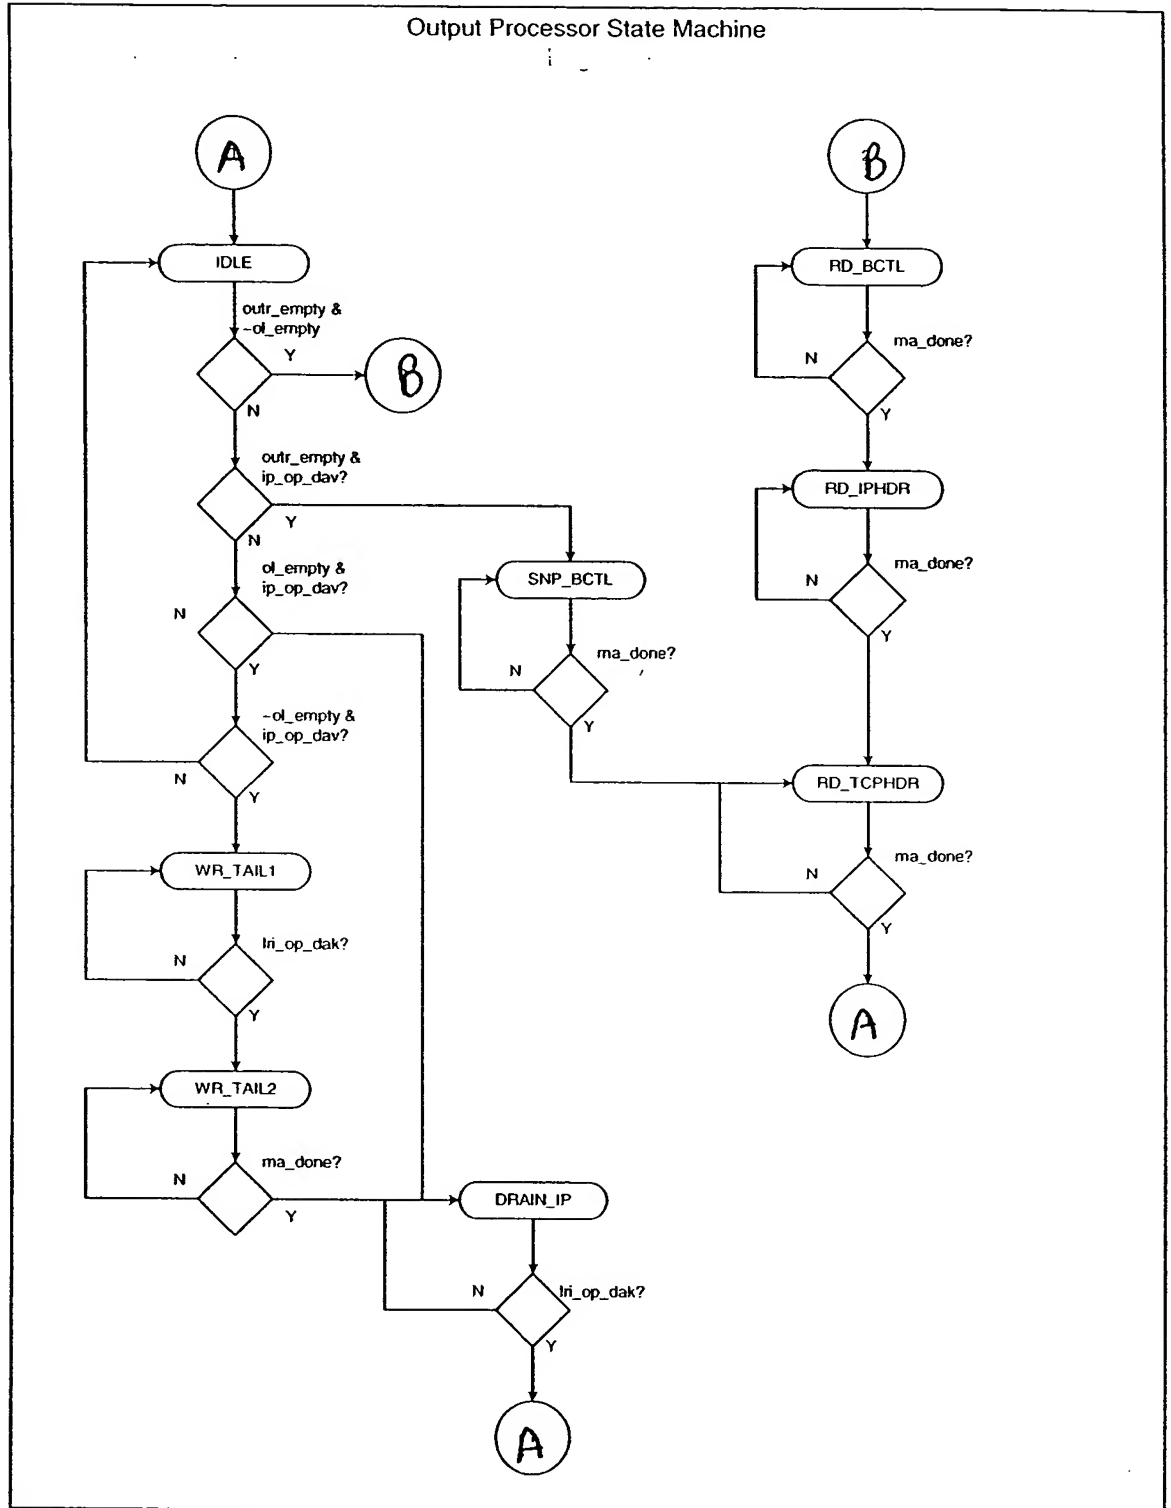 Output Processor State Machine
A
IDLE
outr_empty &
~ol_empty
Y
B
N
outr_empty &
ip_op_dav?
Y
N
ol_empty &
ip_op_dav?
N
Y
~ol_empty &
ip_op_dav?
N
Y
WR_TAIL1
lri_op_dak?
N
Y
WR_TAIL2
ma_done?
N
Y
SNP_BCTL
ma_done?
N
Y
DRAIN_IP
lri_op_dak?
N
Y
A
B
RD_BCTL
ma_done?
N
Y
RD_IPHDR
ma_done?
N
Y
RD_TCPHDR
ma_done?
N
Y
A